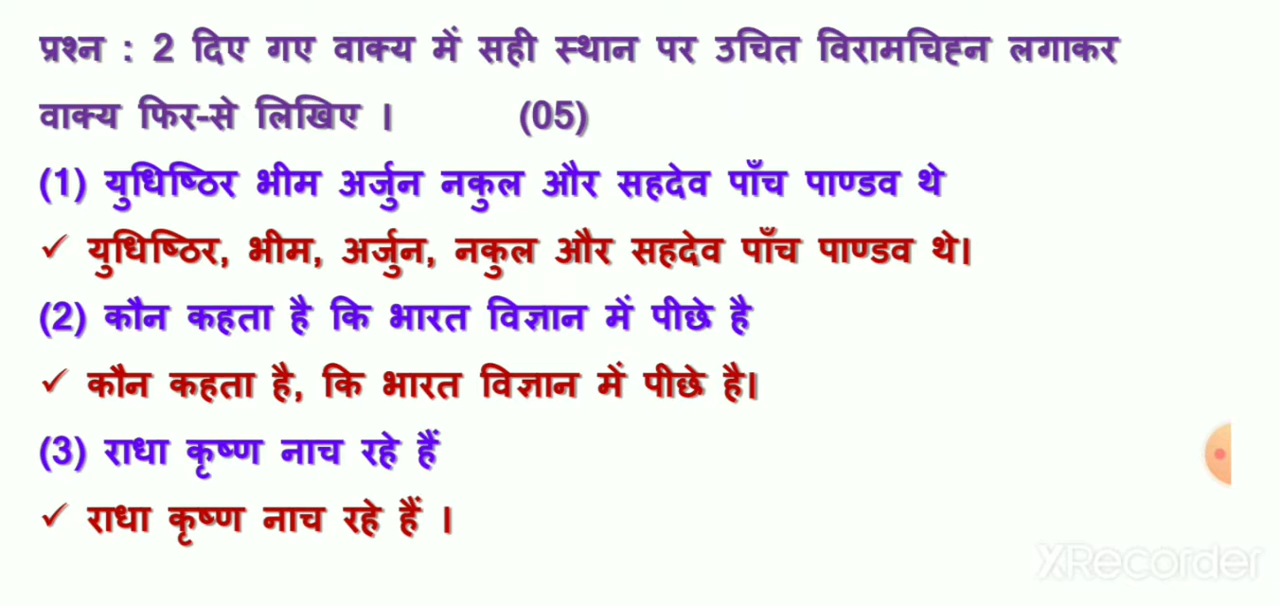 प्रश्न : 2 दिए गए वाक्य में सही स्थान पर उचित विरामचिह्न लगाकर
वाक्य फिर-से लिखिए । (05)
(1) युधिष्ठिर भीम अर्जुन नकुल और सहदेव पाँच पाण्डव थे
✓ युधिष्ठिर, भीम, अर्जुन, नकुल और सहदेव पाँच पाण्डव थे।
(2) कौन कहता है कि भारत विज्ञान में पीछे है
✓ कौन कहता है, कि भारत विज्ञान में पीछे है।
(3) राधा कृष्ण नाच रहे हैं
✓ राधा कृष्ण नाच रहे हैं ।
XRecorder